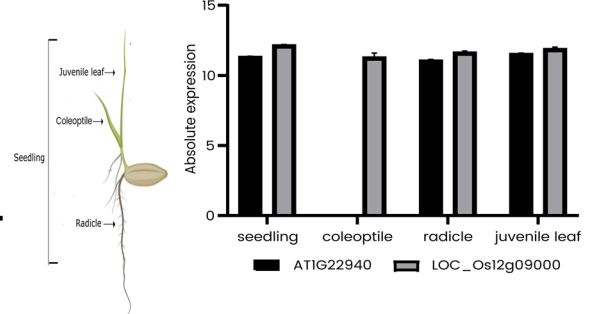 Juvenile leaf
Coleoptile
Seedling
Radicle
Absolute expression
15
10
5
0
seedling coleoptile radicle juvenile leaf
AT1G22940 LOC_Os12g09000